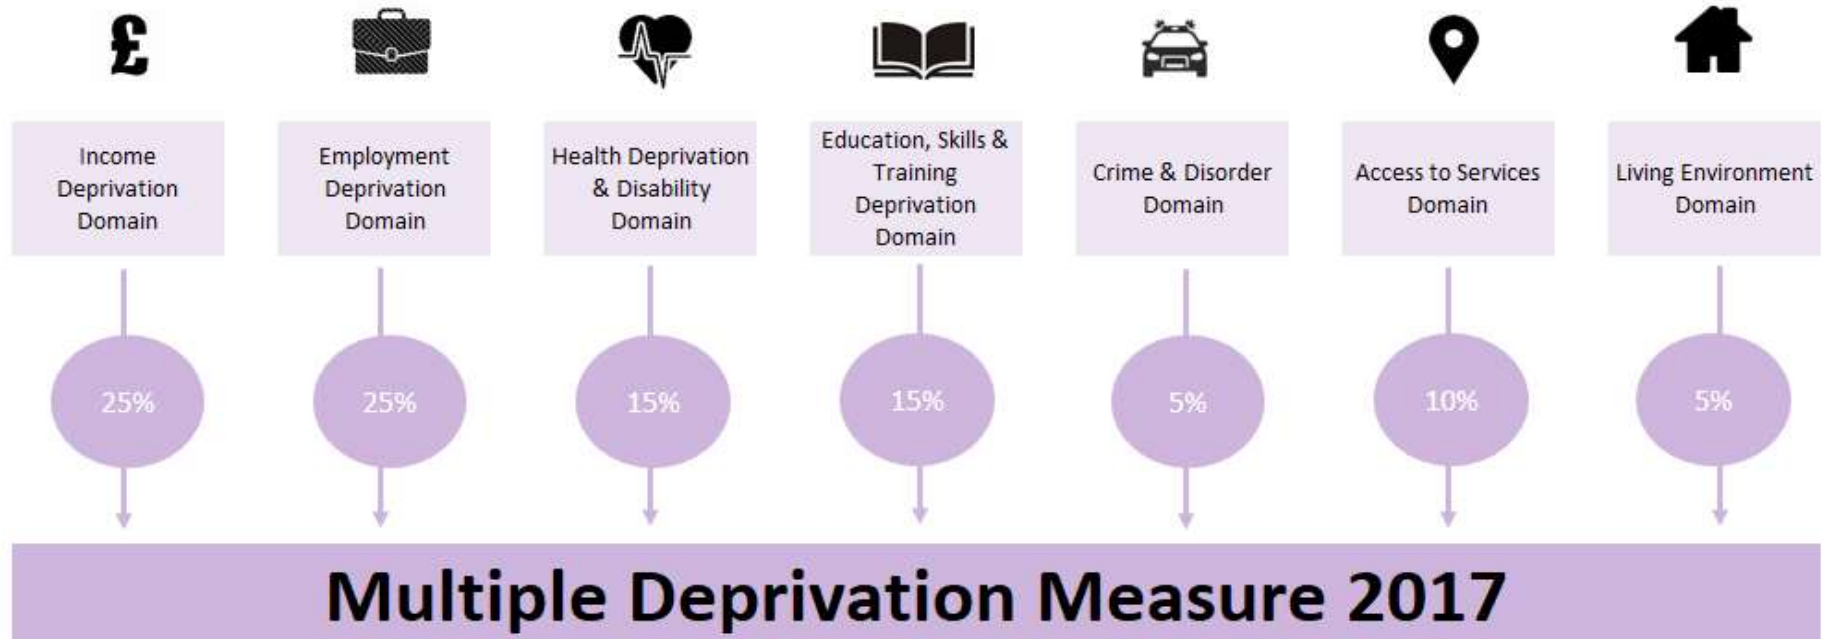 £
Income
Deprivation
Domain
Employment
Deprivation
Domain
Health Deprivation
& Disability
Domain
Education, Skills &
Training
Deprivation
Domain
Crime & Disorder
Domain
Access to Services
Domain
Living Environment
Domain
25%
25%
15%
15%
5%
10%
5%
Multiple Deprivation Measure 2017